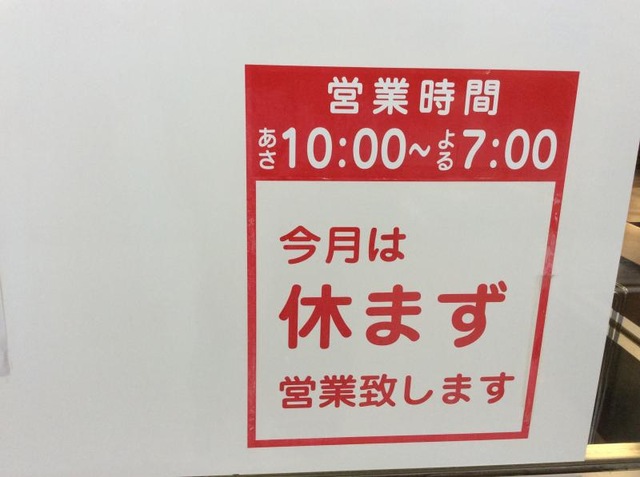 営業時間
あさ10:00~よる7:00
今月は
休まず
営業致します